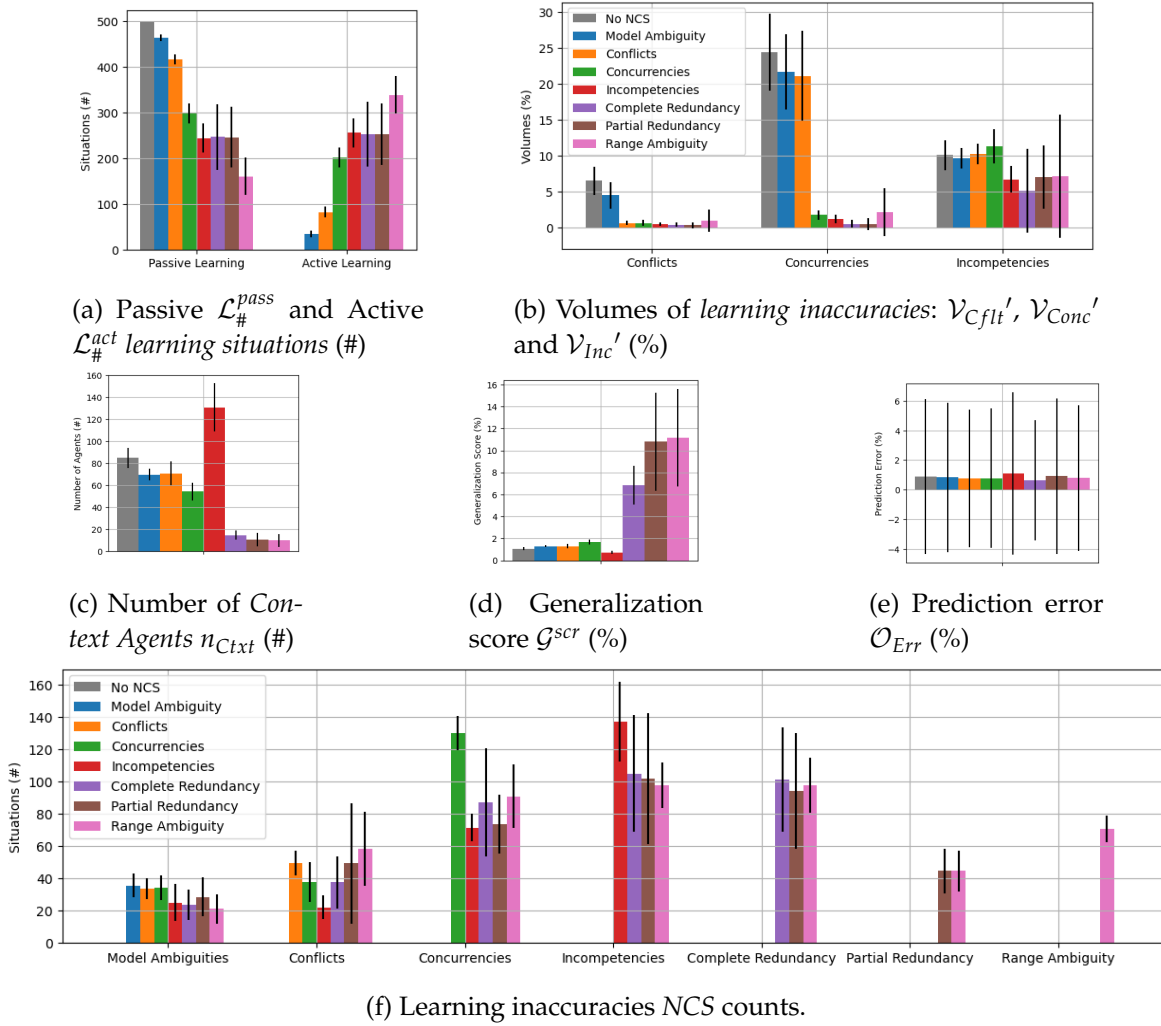 500
400
300
200
100
0
Situations (#)
Passive Learning
Active Learning
30
25
20
15
10
5
0
Volumes (%)
No NCS
Model Ambiguity
Conflicts
Concurrencies
Incompetencies
Complete Redundancy
Partial Redundancy
Range Ambiguity
Conflicts
Concurrencies
Incompetencies
(a) Passive 𝓛#^pass and Active
𝓛#^act learning situations (#)
(b) Volumes of learning inaccuracies: 𝒱Cflt′, 𝒱Conc′
and 𝒱Inc′ (%)
160
140
120
100
80
60
40
20
0
Number of Agents (#)
16
14
12
10
8
6
4
2
0
Generalization Score (%)
6
4
2
0
−2
−4
Prediction Error (%)
(c) Number of Con-
text Agents nCtxt (#)
(d) Generalization
score 𝒢^scr (%)
(e) Prediction error
𝒪Err (%)
160
140
120
100
80
60
40
20
0
Situations (#)
No NCS
Model Ambiguity
Conflicts
Concurrencies
Incompetencies
Complete Redundancy
Partial Redundancy
Range Ambiguity
Model Ambiguities
Conflicts
Concurrencies
Incompetencies
Complete Redundancy
Partial Redundancy
Range Ambiguity
(f) Learning inaccuracies NCS counts.